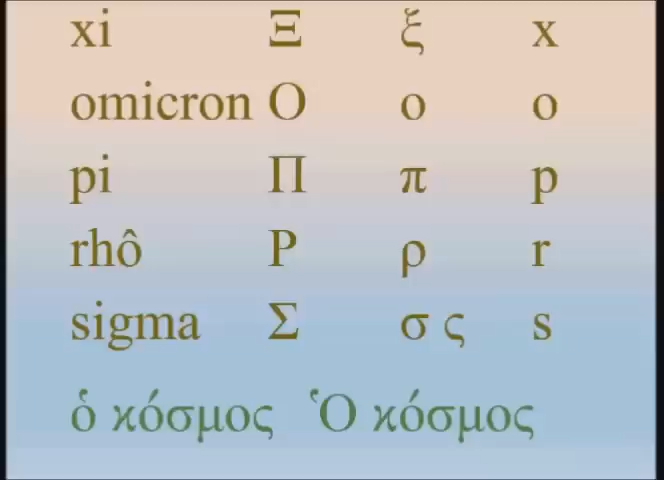 xi Ξ ξ x
omicron Ο ο o
pi Π π p
rhô Ρ ρ r
sigma Σ σ ς s
ὁ κόσμος Ὁ κόσμος